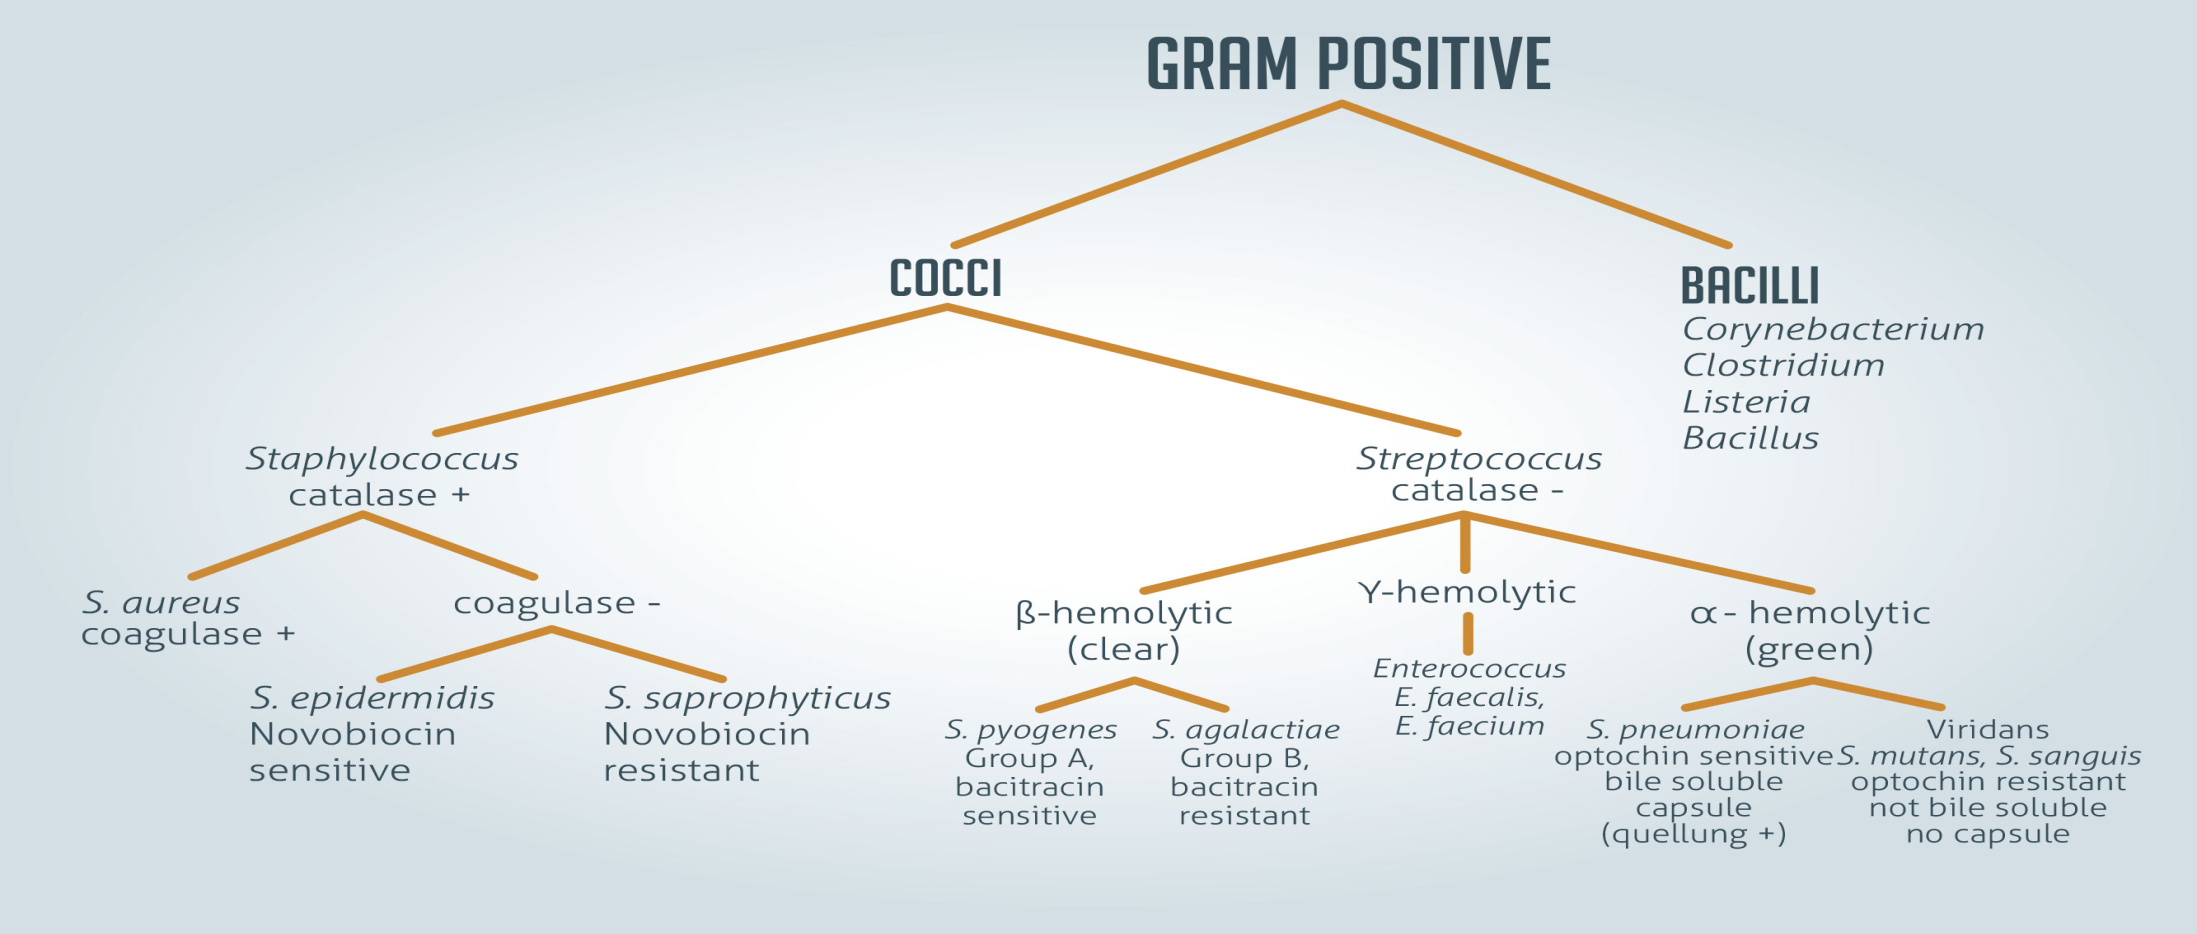 GRAM POSITIVE
COCCI
BACILLI
Corynebacterium
Clostridium
Listeria
Bacillus
Staphylococcus
catalase +
Streptococcus
catalase -
S. aureus
coagulase +
coagulase -
S. epidermidis
Novobiocin
sensitive
S. saprophyticus
Novobiocin
resistant
ß-hemolytic
(clear)
S. pyogenes
Group A,
bacitracin
sensitive
S. agalactiae
Group B,
bacitracin
resistant
Y-hemolytic
Enterococcus
E. faecalis,
E. faecium
α - hemolytic
(green)
S. pneumoniae
optochin sensitive
bile soluble
capsule
(quellung +)
Viridans
S. mutans, S. sanguis
optochin resistant
not bile soluble
no capsule